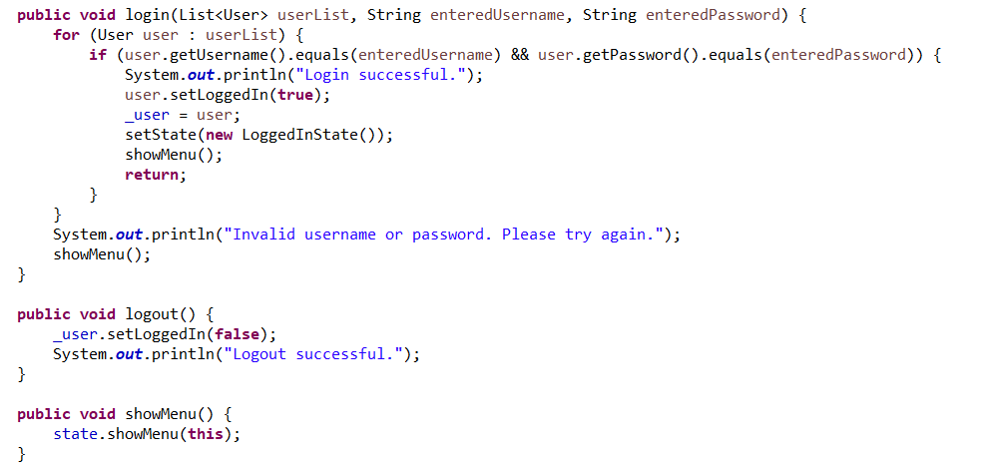 public void login(List<User> userList, String enteredUsername, String enteredPassword) {
    for (User user : userList) {
        if (user.getUsername().equals(enteredUsername) && user.getPassword().equals(enteredPassword)) {
            System.out.println("Login successful.");
            user.setLoggedIn(true);
            _user = user;
            setState(new LoggedInState());
            showMenu();
            return;
        }
    }
    System.out.println("Invalid username or password. Please try again.");
    showMenu();
}

public void logout() {
    _user.setLoggedIn(false);
    System.out.println("Logout successful.");
}

public void showMenu() {
    state.showMenu(this);
}